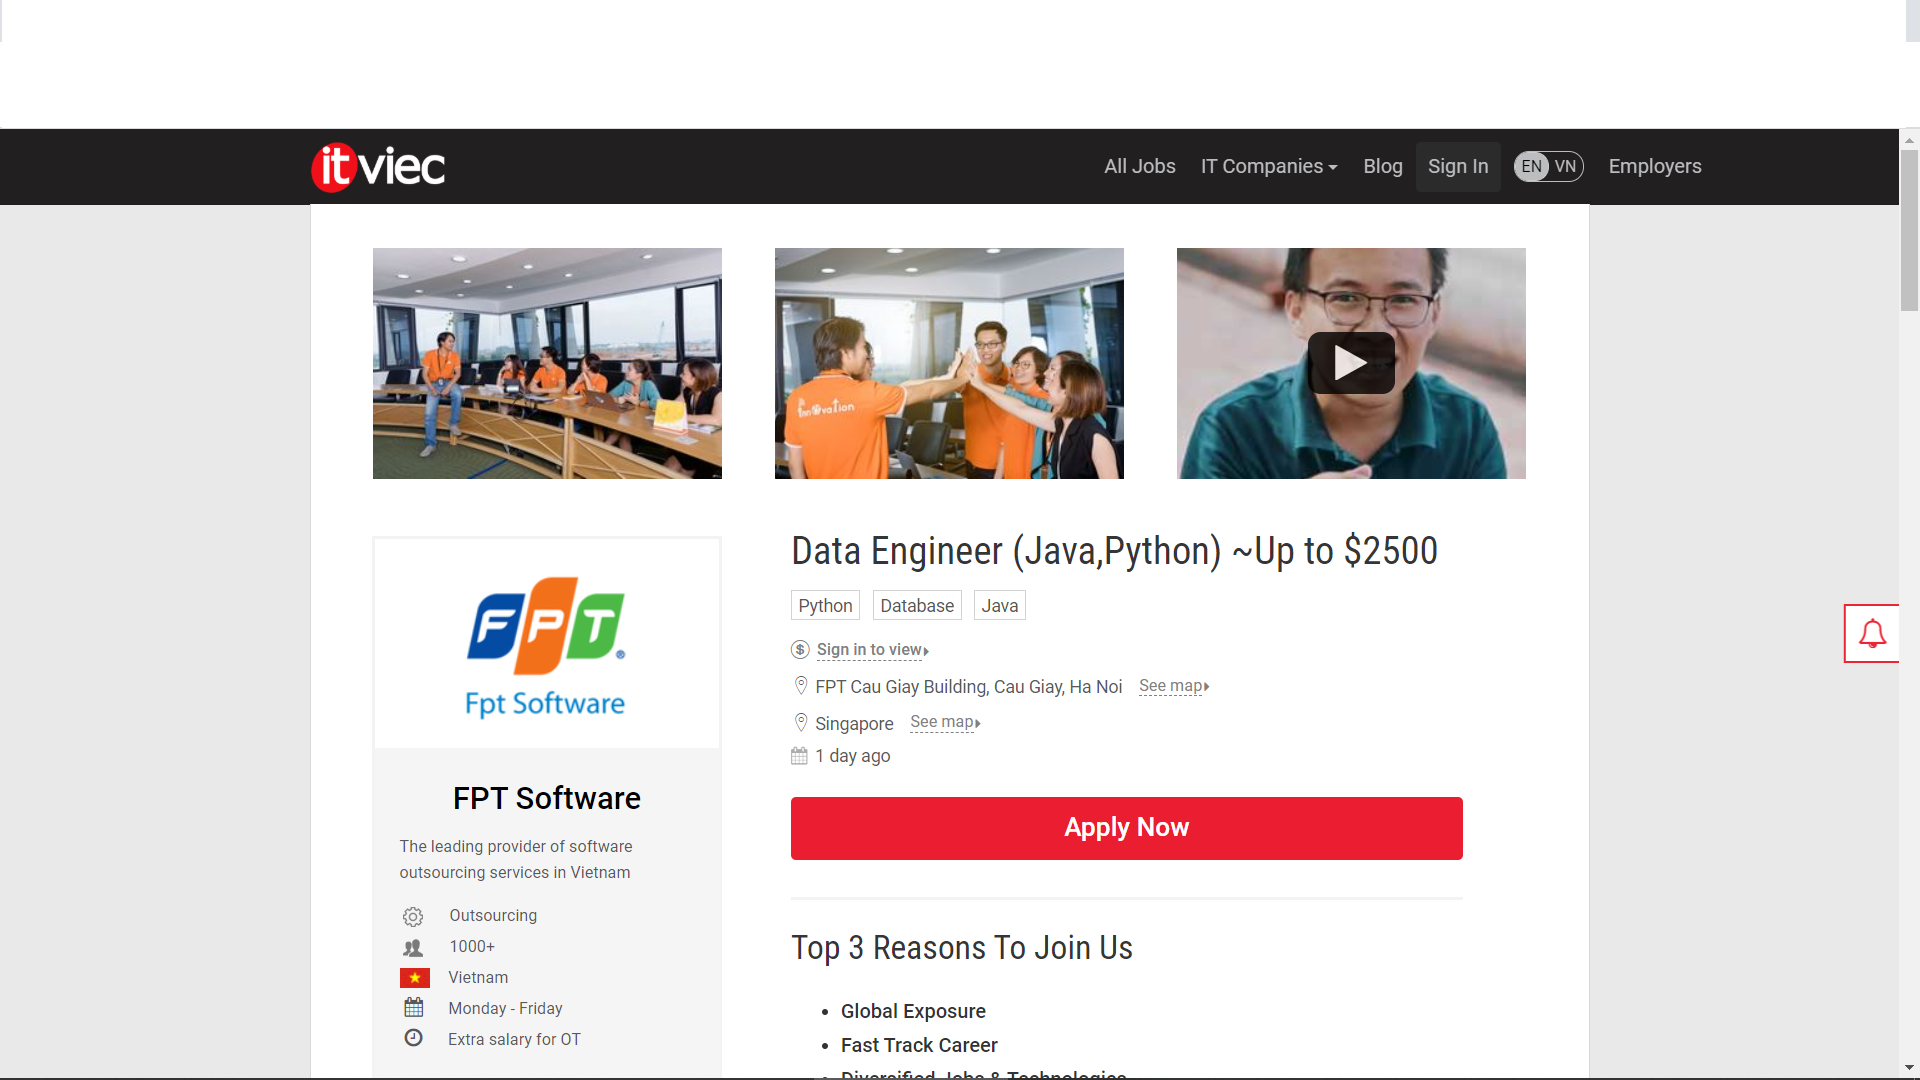 itviec
All Jobs IT Companies Blog Sign In EN VN Employers
innovation
Data Engineer (Java,Python) ~Up to $2500
Python Database Java
Sign in to view
FPT Cau Giay Building, Cau Giay, Ha Noi See map
Singapore See map
1 day ago
Apply Now
Top 3 Reasons To Join Us
Global Exposure
Fast Track Career
Diversified Jobs & Technologies
FPT
Fpt Software
FPT Software
The leading provider of software
outsourcing services in Vietnam
Outsourcing
1000+
Vietnam
Monday - Friday
Extra salary for OT